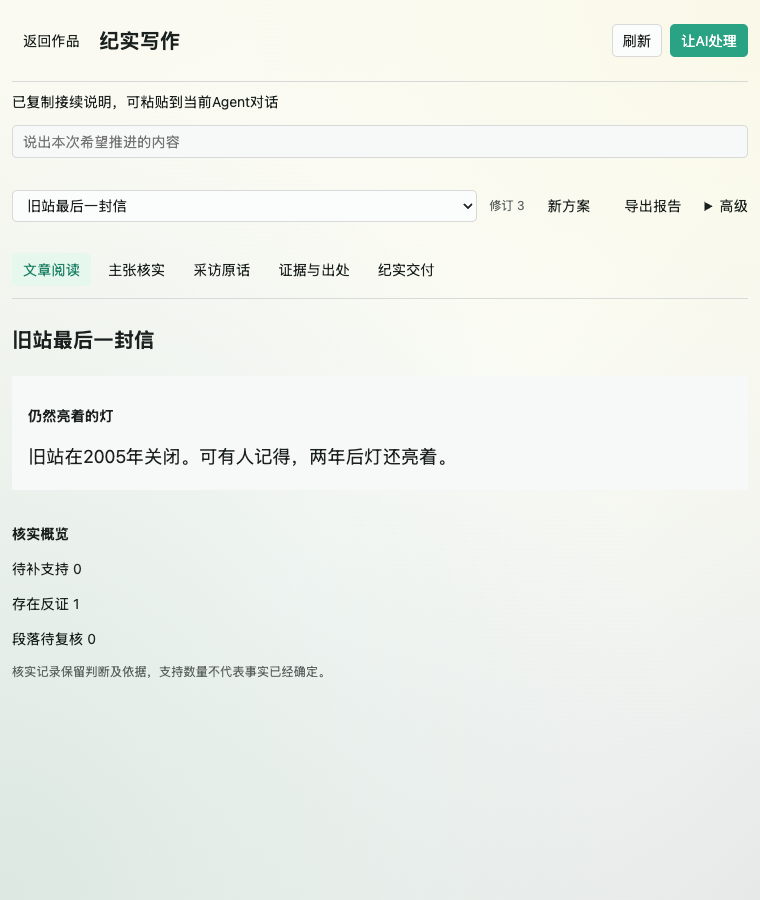 返回作品 纪实写作 刷新 让AI处理
已复制接续说明，可粘贴到当前Agent对话
说出本次希望推进的内容
旧站最后一封信 修订 3 新方案 导出报告 ▶ 高级
文章阅读 主张核实 采访原话 证据与出处 纪实交付
旧站最后一封信
仍然亮着的灯
旧站在2005年关闭。可有人记得，两年后灯还亮着。
核实概览
待补支持 0
存在反证 1
段落待复核 0
核实记录保留判断及依据，支持数量不代表事实已经确定。